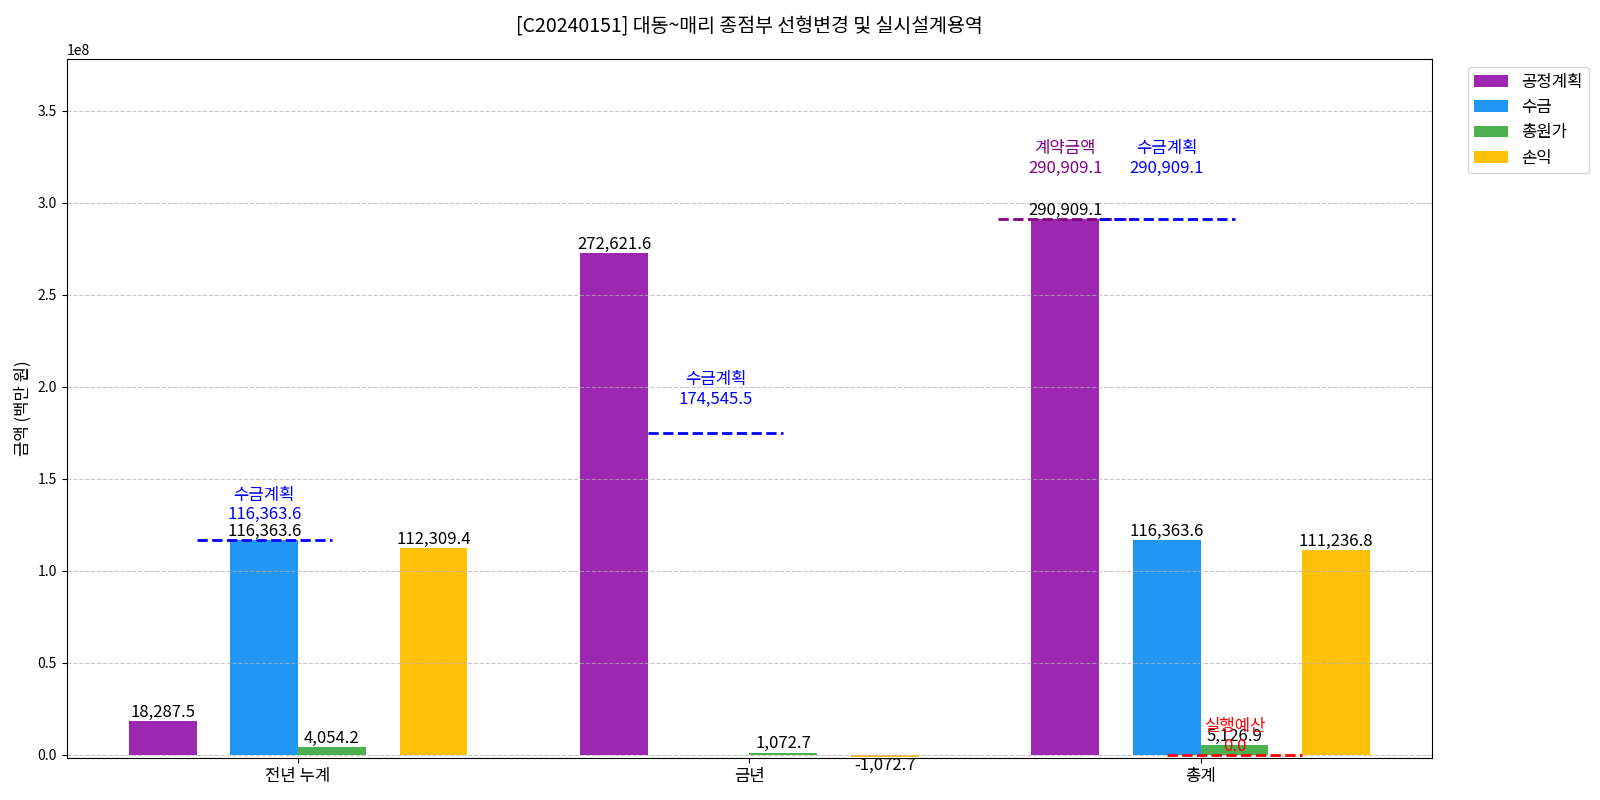 [C20240151] 대동~매리 종점부 선형변경 및 실시설계용역
1e8
공정계획
수금
총원가
손익
금액 (백만 원)
3.5
3.0
2.5
2.0
1.5
1.0
0.5
0.0
계약금액
290,909.1
수금계획
290,909.1
290,909.1
272,621.6
수금계획
174,545.5
수금계획
116,363.6
116,363.6
112,309.4
116,363.6
111,236.8
18,287.5
4,054.2
1,072.7
-1,072.7
실행예산
5,126.9
0.0
전년 누계
금년
총계